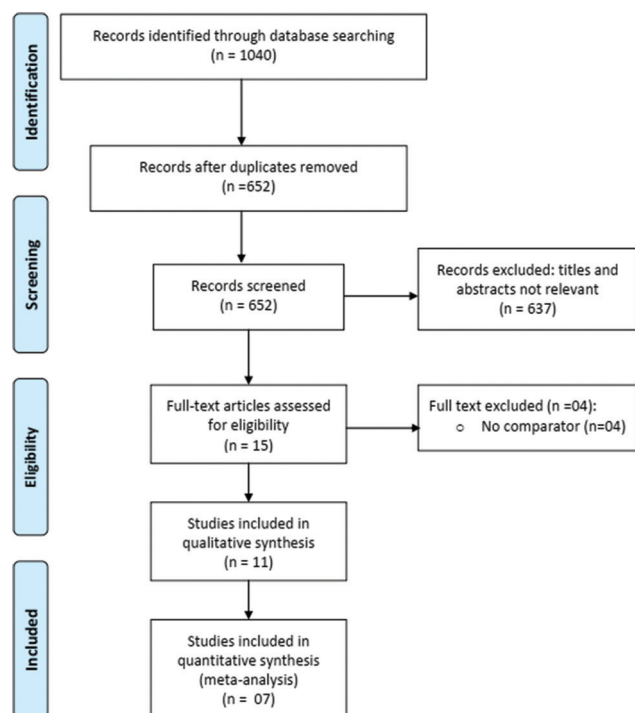 Identification
Records identified through database searching
(n = 1040)
Records after duplicates removed
(n =652)
Screening
Records screened
(n = 652)
Records excluded: titles and
abstracts not relevant
(n = 637)
Eligibility
Full-text articles assessed
for eligibility
(n = 15)
Full text excluded (n =04):
o No comparator (n=04)
Studies included in
qualitative synthesis
(n = 11)
Included
Studies included in
quantitative synthesis
(meta-analysis)
(n = 07)